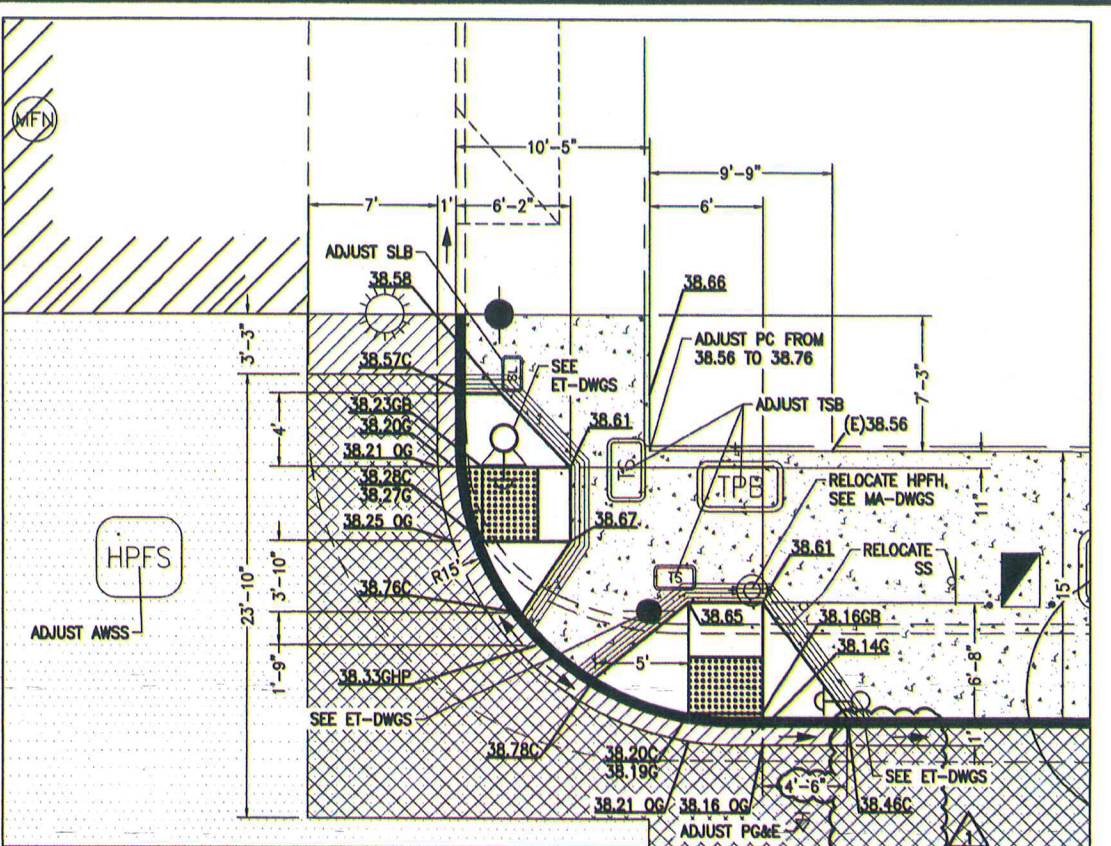 MFN
10'-5"
9'-9"
7'
1'
6'-2"
6'
ADJUST SLB
38.58
38.66
3'-3"
ADJUST PC FROM
38.56 TO 38.76
SL
SEE
ET-DWGS
7'-3"
38.57C
ADJUST TSB
38.23GB
38.20G
4'
38.61
(E)38.56
38.21 OG
TS
TPB
38.28C
38.27G
RELOCATE HPFH,
SEE MA-DWGS
11"
38.25 OG
38.67
HPFS
R15'
38.61
RELOCATE
SS
TS
3'-10"
38.76C
15'
23'-10"
38.65
38.16GB
ADJUST AWSS
38.14G
1'-9"
5'
6'-8"
38.33GHP
SEE ET-DWGS
38.78C
38.20C
38.19G
1'
SEE ET-DWGS
4'-6"
38.21 OG
38.16 OG
38.46C
ADJUST PG&E
1